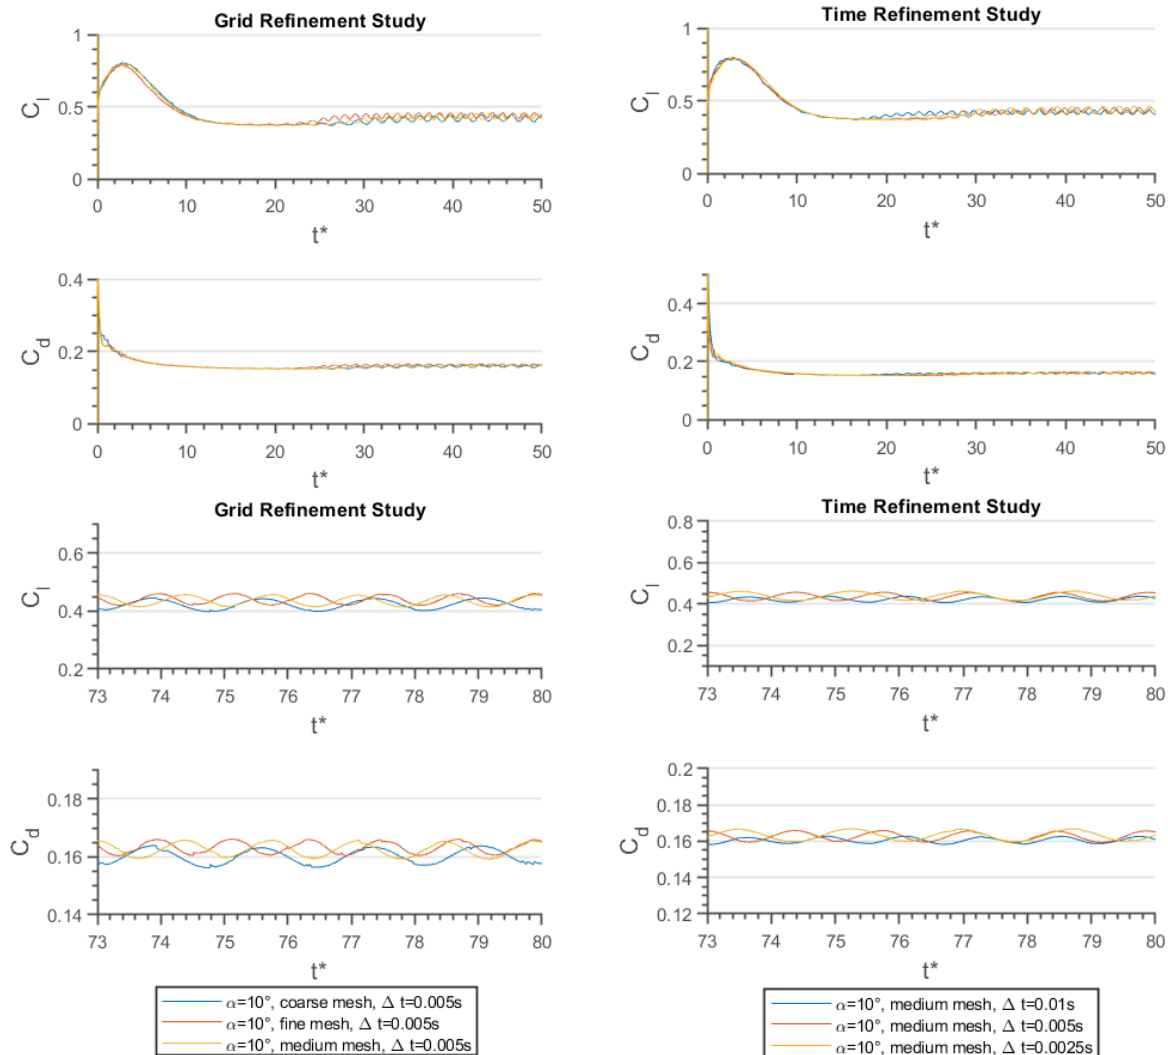 Grid Refinement Study
1
0.5
0
C_l
0 10 20 30 40 50
t*
0.4
0.2
0
C_d
0 10 20 30 40 50
t*
Grid Refinement Study
0.6
0.4
0.2
C_l
73 74 75 76 77 78 79 80
t*
0.18
0.16
0.14
C_d
73 74 75 76 77 78 79 80
t*
α=10°, coarse mesh, Δ t=0.005s
α=10°, fine mesh, Δ t=0.005s
α=10°, medium mesh, Δ t=0.005s
Time Refinement Study
1
0.5
0
C_l
0 10 20 30 40 50
t*
0.4
0.2
0
C_d
0 10 20 30 40 50
t*
Time Refinement Study
0.8
0.6
0.4
0.2
C_l
73 74 75 76 77 78 79 80
t*
0.2
0.18
0.16
0.14
0.12
C_d
73 74 75 76 77 78 79 80
t*
α=10°, medium mesh, Δ t=0.01s
α=10°, medium mesh, Δ t=0.005s
α=10°, medium mesh, Δ t=0.0025s